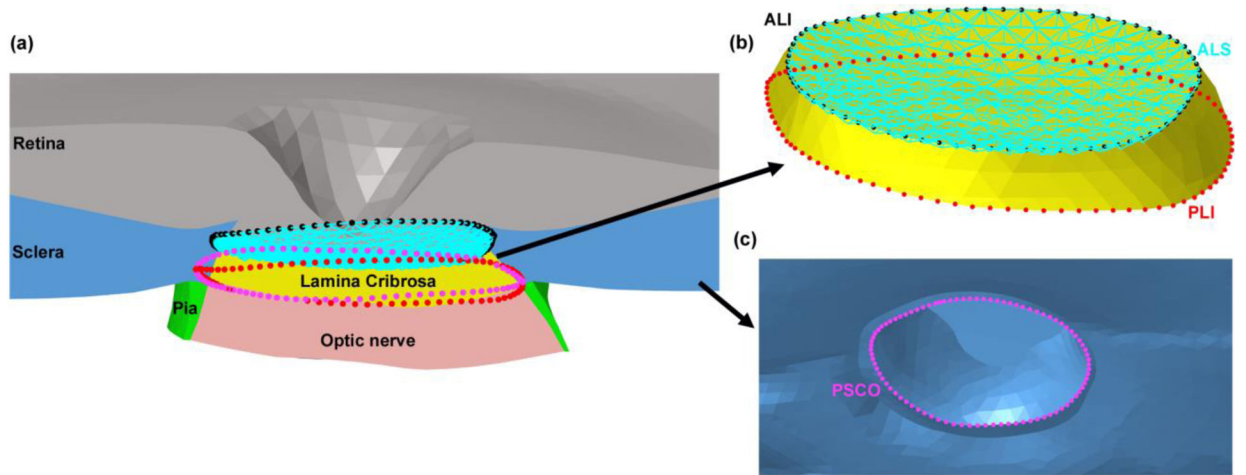 (a)
Retina
Sclera
Lamina Cribrosa
Pia
Optic nerve
(b)
ALI
ALS
PLI
(c)
PSCO